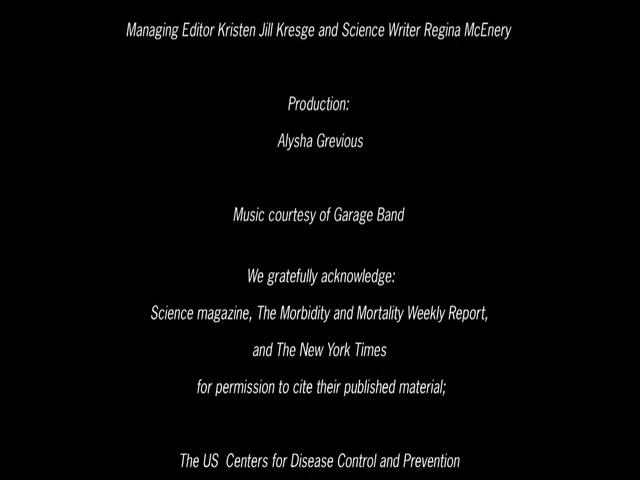 Managing Editor Kristen Jill Kresge and Science Writer Regina McEnery
Production:
Alysha Grevious
Music courtesy of Garage Band
We gratefully acknowledge:
Science magazine, The Morbidity and Mortality Weekly Report,
and The New York Times
for permission to cite their published material;
The US  Centers for Disease Control and Prevention